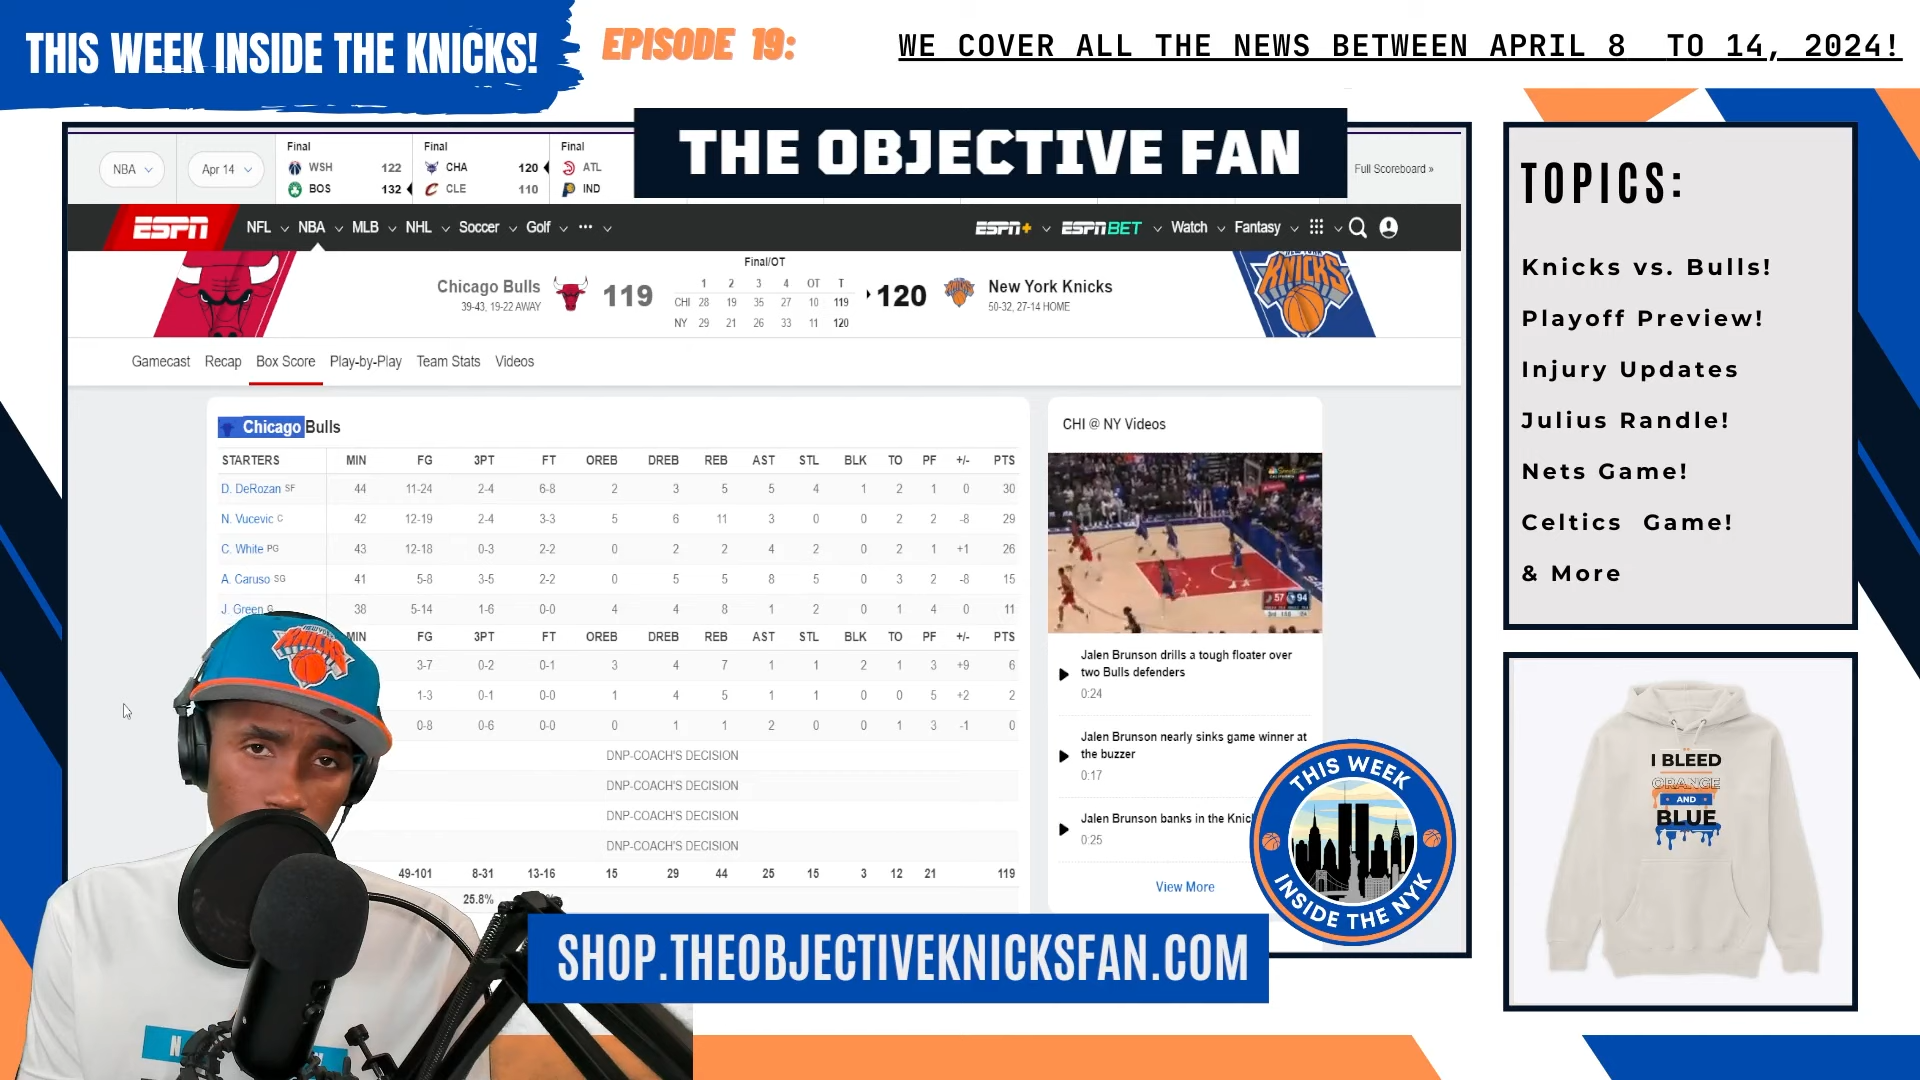 THIS WEEK INSIDE THE KNICKS!
EPISODE 19:
WE COVER ALL THE NEWS BETWEEN APRIL 8 TO 14, 2024!
THE OBJECTIVE FAN
NBA
Apr 14
Final
WSH 122
BOS 132
Final
CHA 120
CLE 110
Final
ATL
IND
Full Scoreboard »
ESPN
NFL NBA MLB NHL Soccer Golf ...
ESPN+ ESPN BET Watch Fantasy
Chicago Bulls
39-43, 19-22 AWAY
119
Final/OT
1 2 3 4 OT T
CHI 28 19 35 27 10 119
NY 29 21 26 33 11 120
120
New York Knicks
50-32, 27-14 HOME
NEW YORK
KNICKS
Gamecast Recap Box Score Play-by-Play Team Stats Videos
Chicago Bulls
STARTERS MIN FG 3PT FT OREB DREB REB AST STL BLK TO PF +/- PTS
D. DeRozan SF 44 11-24 2-4 6-8 2 3 5 5 4 1 2 1 0 30
N. Vucevic C 42 12-19 2-4 3-3 5 6 11 3 0 0 2 2 -8 29
C. White PG 43 12-18 0-3 2-2 0 2 2 4 2 0 2 1 +1 26
A. Caruso SG 41 5-8 3-5 2-2 0 5 5 8 5 0 3 2 -8 15
J. Green G 38 5-14 1-6 0-0 4 4 8 1 2 0 1 4 0 11
MIN FG 3PT FT OREB DREB REB AST STL BLK TO PF +/- PTS
3-7 0-2 0-1 3 4 7 1 1 2 1 3 +9 6
1-3 0-1 0-0 1 4 5 1 1 0 0 5 +2 2
0-8 0-6 0-0 0 1 1 2 0 0 1 3 -1 0
DNP-COACH'S DECISION
DNP-COACH'S DECISION
DNP-COACH'S DECISION
DNP-COACH'S DECISION
49-101 8-31 13-16 15 29 44 25 15 3 12 21 119
25.8%
CHI @ NY Videos
57 94
Jalen Brunson drills a tough floater over
two Bulls defenders
0:24
Jalen Brunson nearly sinks game winner at
the buzzer
0:17
Jalen Brunson banks in the
0:25
View More
KNICKS
THIS WEEK
INSIDE THE NYK
SHOP.THEOBJECTIVEKNICKSFAN.COM
TOPICS:
Knicks vs. Bulls!
Playoff Preview!
Injury Updates
Julius Randle!
Nets Game!
Celtics Game!
& More
I BLEED
ORANGE
AND
BLUE